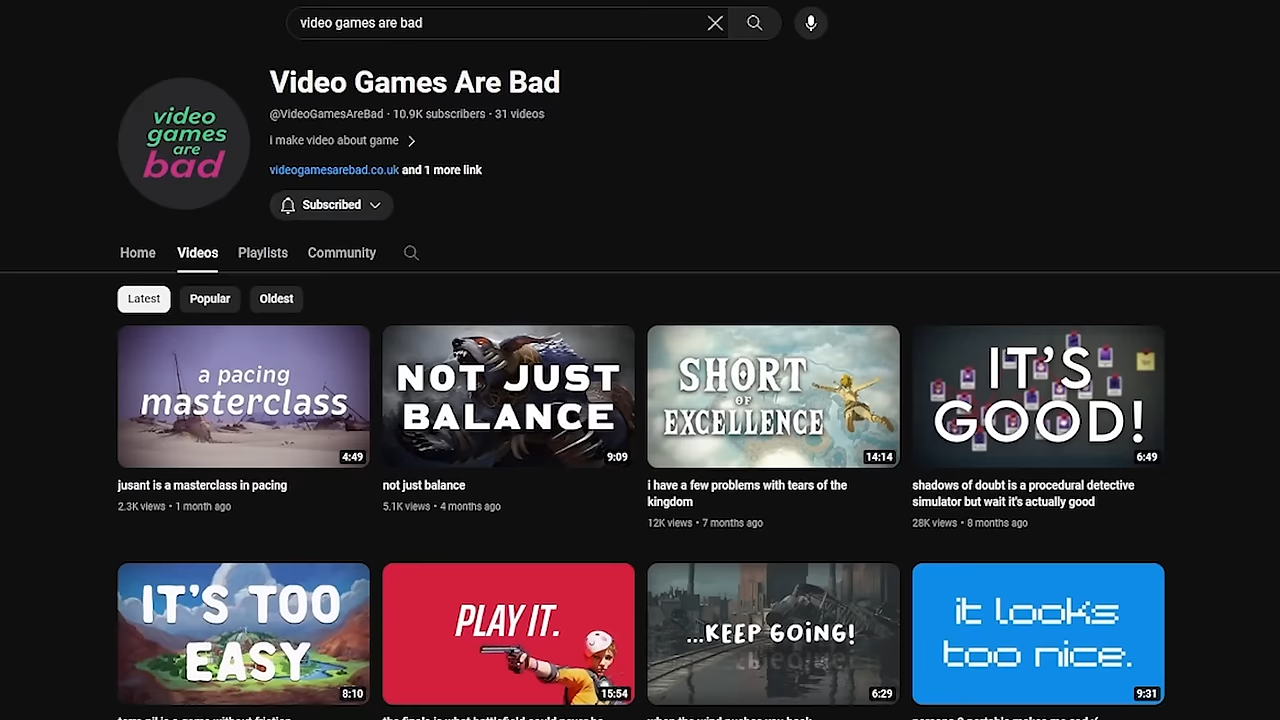 video games are bad
Video Games Are Bad
@VideoGamesAreBad · 10.9K subscribers · 31 videos
i make video about game
videogamesarebad.co.uk and 1 more link
Subscribed
video
games
are
bad
Home Videos Playlists Community
Latest Popular Oldest
a pacing
masterclass
4:49
NOT JUST
BALANCE
9:09
SHORT
OF
EXCELLENCE
14:14
IT'S
GOOD!
6:49
jusant is a masterclass in pacing
2.3K views · 1 month ago
not just balance
5.1K views · 4 months ago
i have a few problems with tears of the
kingdom
12K views · 7 months ago
shadows of doubt is a procedural detective
simulator but wait it's actually good
28K views · 8 months ago
IT'S TOO
EASY
8:10
PLAY IT.
15:54
...KEEP GOING!
6:29
it looks
too nice.
9:31